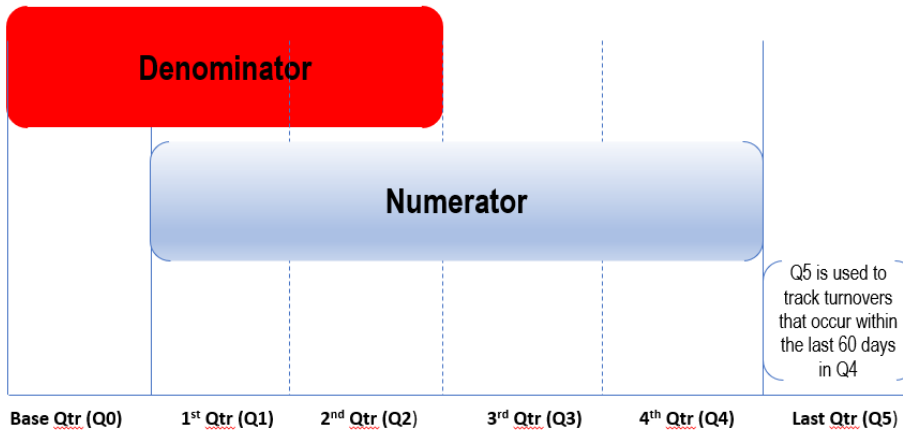 Denominator
Numerator
Q5 is used to
track turnovers
that occur within
the last 60 days
in Q4
Base Qtr (Q0) 1st Qtr (Q1) 2nd Qtr (Q2) 3rd Qtr (Q3) 4th Qtr (Q4) Last Qtr (Q5)